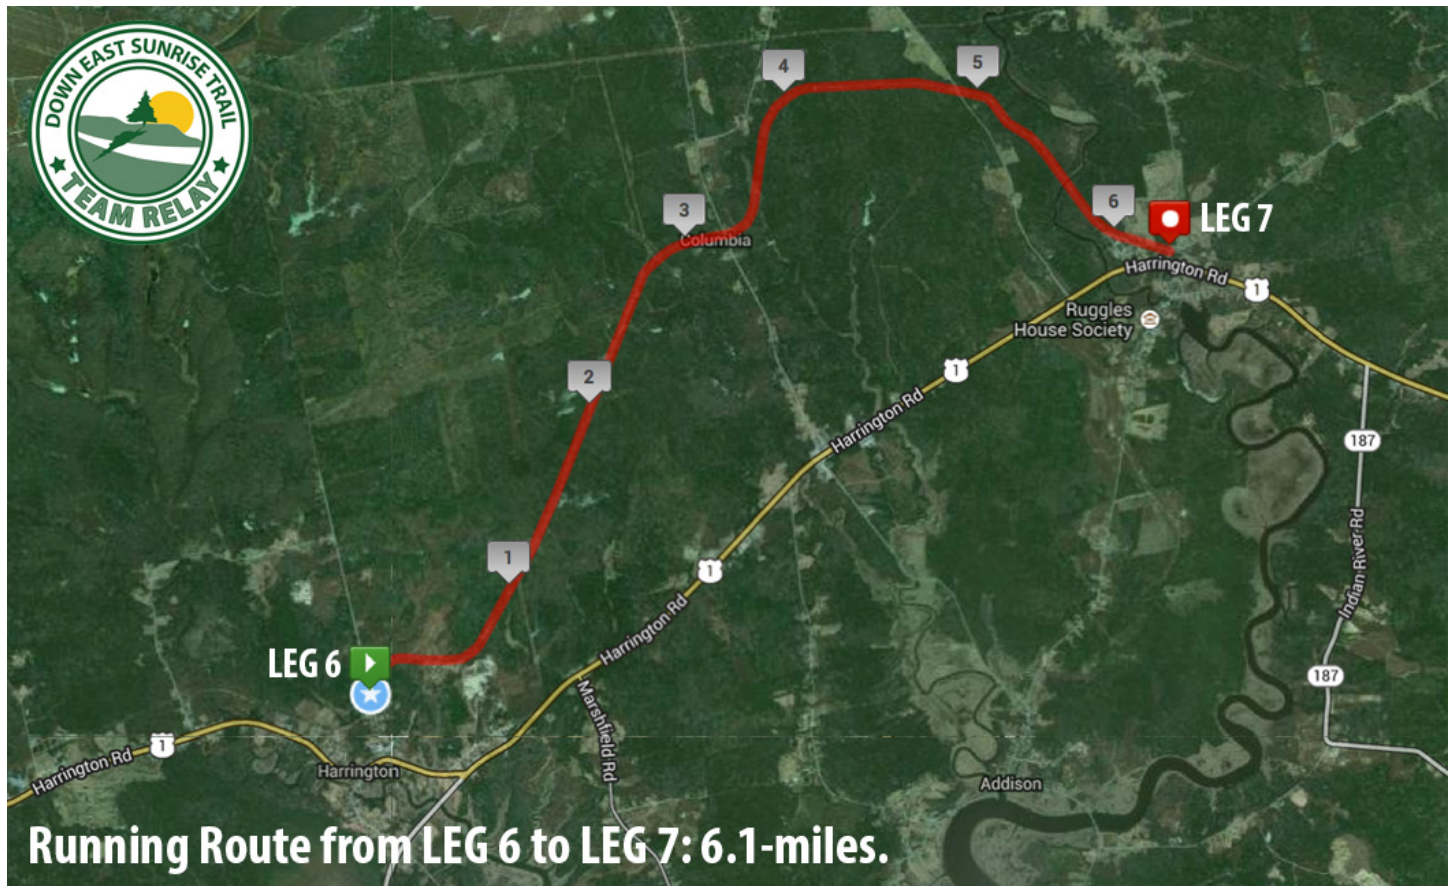 DOWN EAST SUNRISE TRAIL
TEAM RELAY
4
5
3
6
LEG 7
Columbia
Harrington Rd
1
Ruggles
House Society
2
1
Harrington Rd
187
1
1
Indian River Rd
Harrington Rd
LEG 6
187
Marshfield Rd
1
Harrington Rd
Harrington
Addison
Running Route from LEG 6 to LEG 7: 6.1-miles.